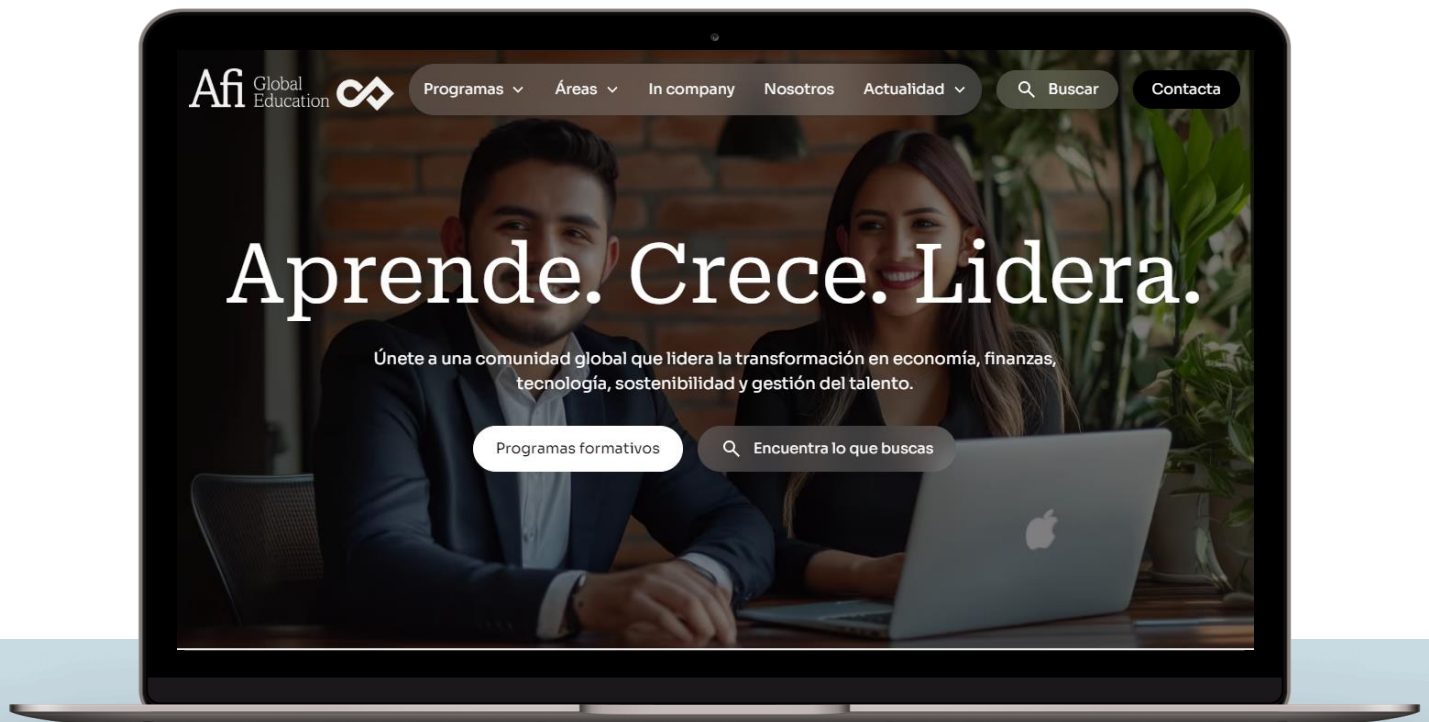 Afi Global
Education
Programas
Áreas
In company
Nosotros
Actualidad
Buscar
Contacta
Aprende. Crece. Lidera.
Únete a una comunidad global que lidera la transformación en economía, finanzas,
tecnología, sostenibilidad y gestión del talento.
Programas formativos
Encuentra lo que buscas